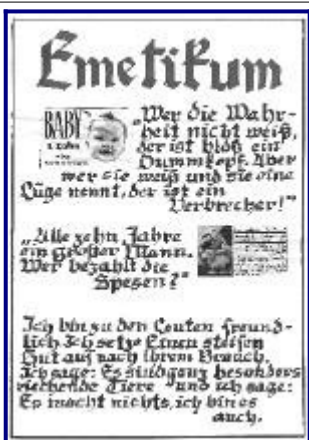 Emetikum
BABY
„Wer die Wahr-
heit nicht weiß,
der ist bloß ein
Dummkopf. Aber
wer sie weiß und sie eine
Lüge nennt, der ist ein
Verbrecher!"
„Alle zehn Jahre
ein großer Mann.
Wer bezahlt die
Spesen?"
Ich bin zu den Leuten freund-
lich Ich setze Einen steifen
Hut auf nach ihrem Brauch.
Ich sage: Es sind ganz besonders
riechende Tiere und ich sage:
Es macht nichts, ich bin es
auch.